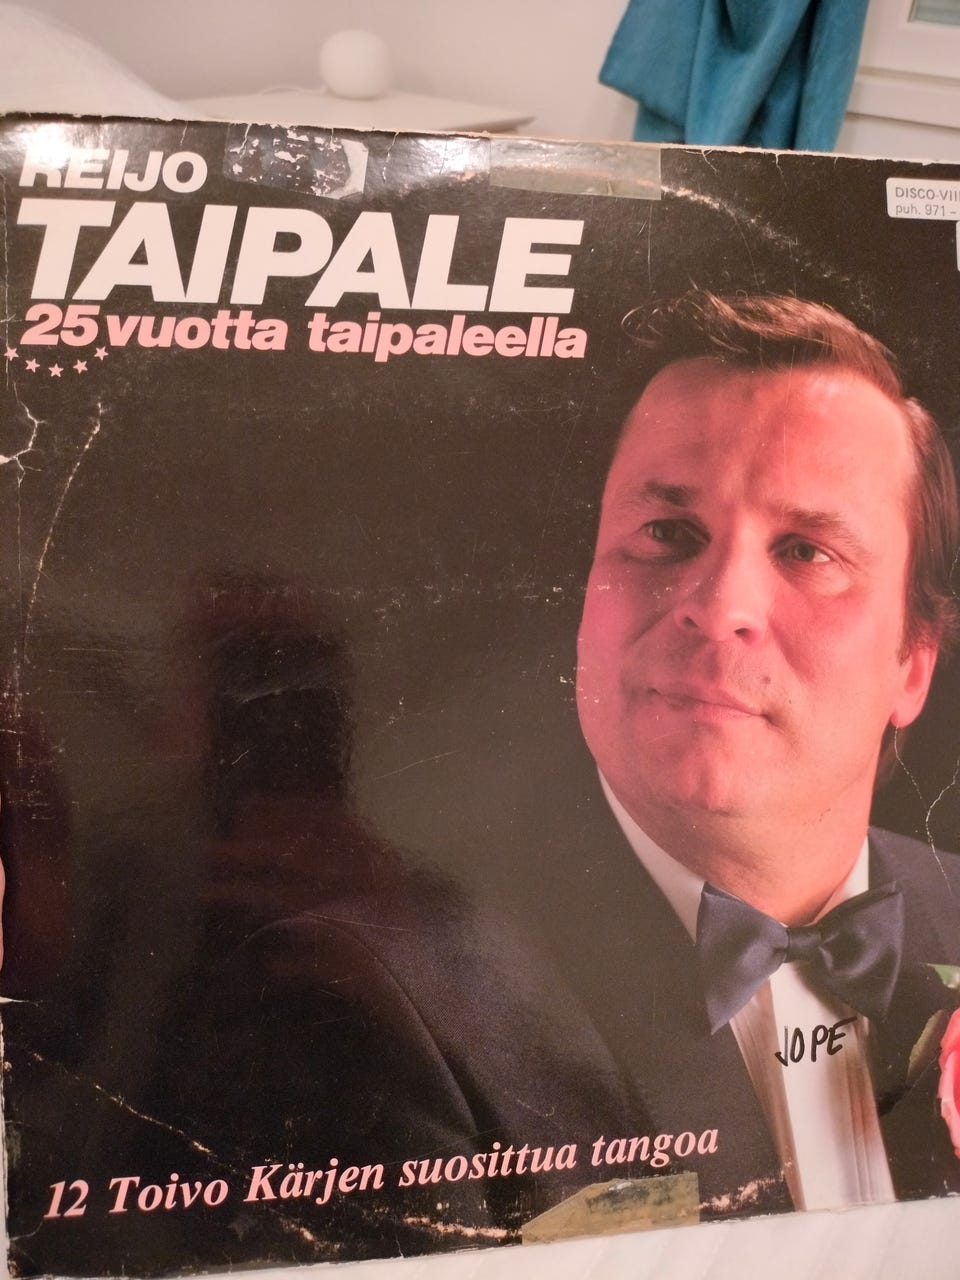 REIJO
TAIPALE
25 vuotta taipaleella
DISCO-VII
puh. 971 -
JOPE
12 Toivo Kärjen suosittua tangoa